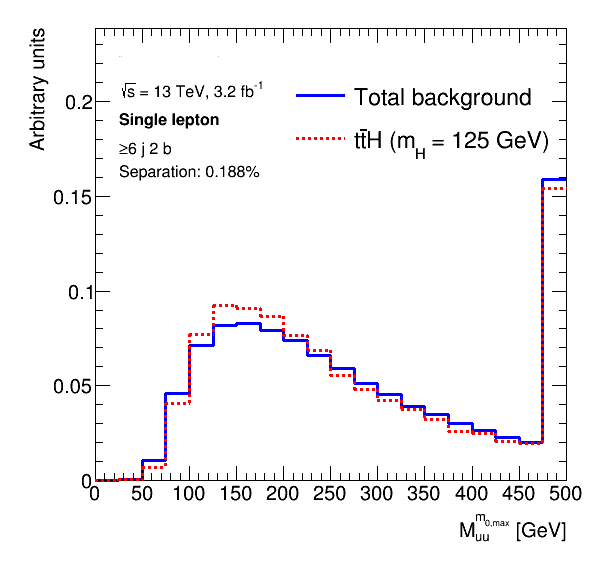 Arbitrary units
√s = 13 TeV, 3.2 fb⁻¹
Single lepton
≥6 j 2 b
Separation: 0.188%
Total background
tt̄H (m_H = 125 GeV)
0.2
0.15
0.1
0.05
0
0 50 100 150 200 250 300 350 400 450 500
M_uu^m_0,max [GeV]